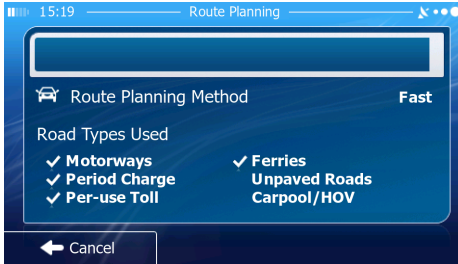 15:19 Route Planning
Route Planning Method Fast
Road Types Used
Motorways Ferries
Period Charge Unpaved Roads
Per-use Toll Carpool/HOV
Cancel